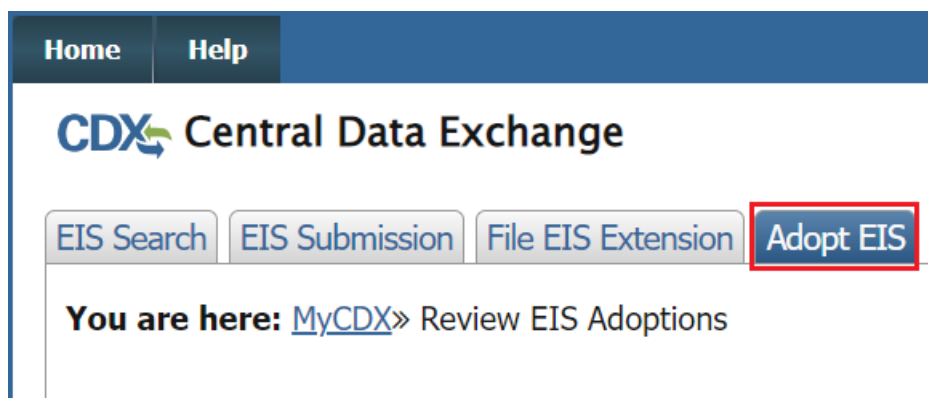 Home Help
CDX Central Data Exchange
EIS Search EIS Submission File EIS Extension Adopt EIS
You are here: MyCDX» Review EIS Adoptions